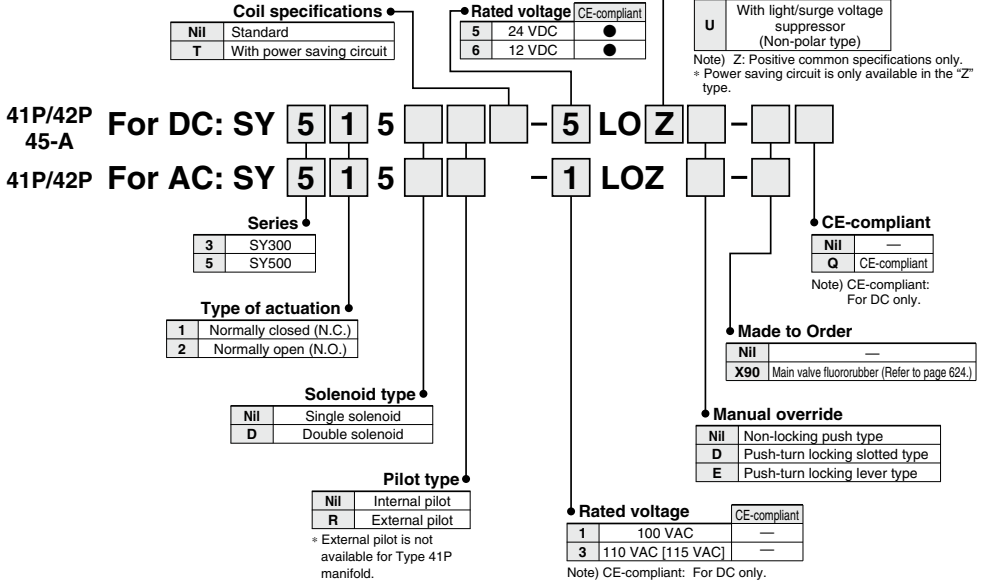 Coil specifications
Nil Standard
T With power saving circuit
Rated voltage CE-compliant
5 24 VDC ●
6 12 VDC ●
U With light/surge voltage
suppressor
(Non-polar type)
Note) Z: Positive common specifications only.
* Power saving circuit is only available in the “Z”
type.
41P/42P
45-A
For DC: SY 5 1 5 – 5 LO Z –
41P/42P For AC: SY 5 1 5 – 1 LOZ –
Series
3 SY300
5 SY500
Type of actuation
1 Normally closed (N.C.)
2 Normally open (N.O.)
Solenoid type
Nil Single solenoid
D Double solenoid
Pilot type
Nil Internal pilot
R External pilot
* External pilot is not
available for Type 41P
manifold.
CE-compliant
Nil —
Q CE-compliant
Note) CE-compliant:
For DC only.
Made to Order
Nil —
X90 Main valve fluororubber (Refer to page 624.)
Manual override
Nil Non-locking push type
D Push-turn locking slotted type
E Push-turn locking lever type
Rated voltage CE-compliant
1 100 VAC —
3 110 VAC [115 VAC] —
Note) CE-compliant: For DC only.